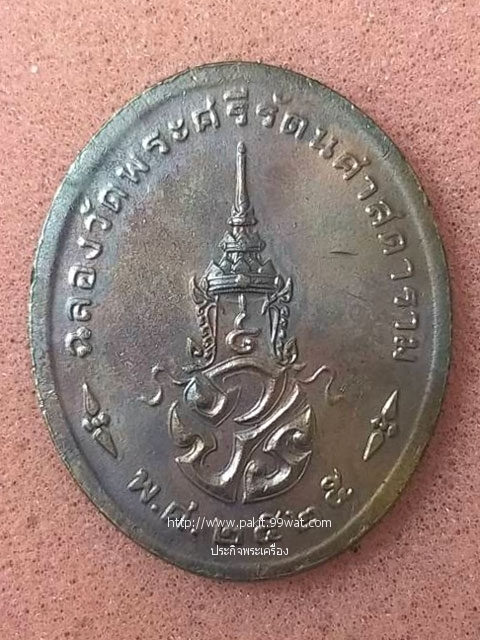 ฉลองวัดพระศรีรัตนศาสดาราม
พ.ศ. ๒๕๒๕
http://www.pakit.99wat.com
ประกิจพระเครื่อง